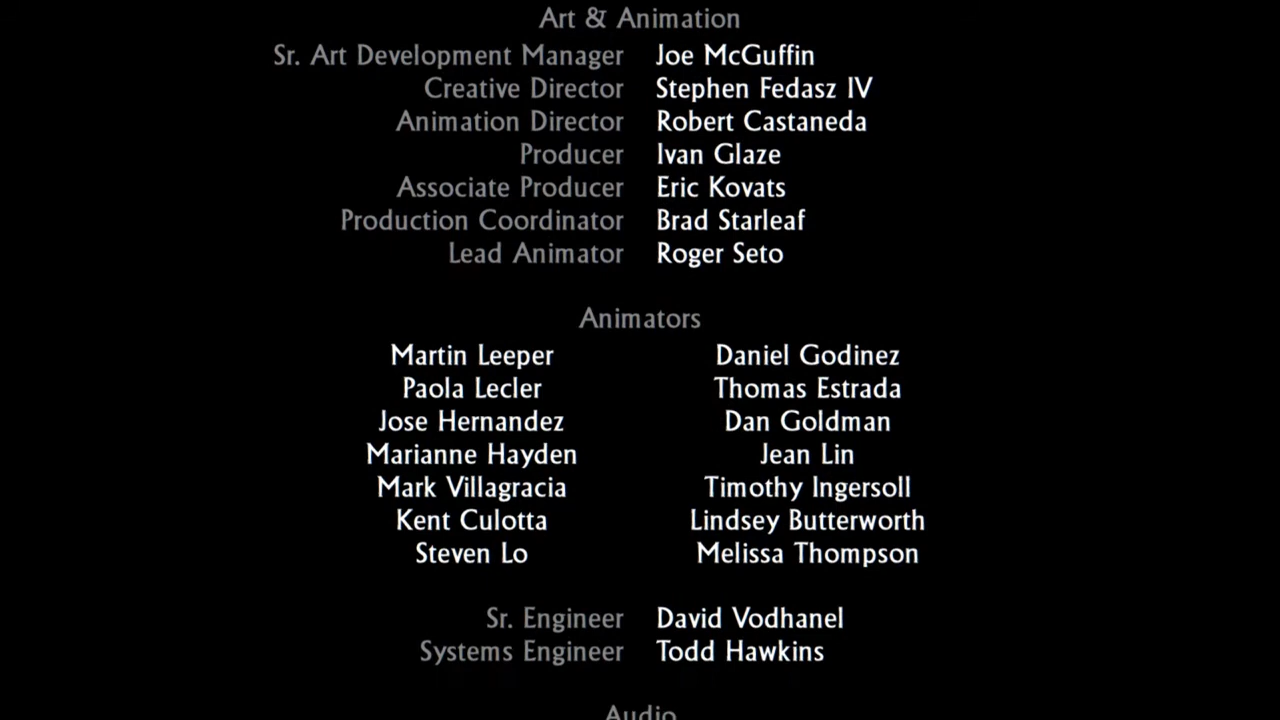 Art & Animation
Sr. Art Development Manager Joe McGuffin
Creative Director Stephen Fedasz IV
Animation Director Robert Castaneda
Producer Ivan Glaze
Associate Producer Eric Kovats
Production Coordinator Brad Starleaf
Lead Animator Roger Seto
Animators
Martin Leeper Daniel Godinez
Paola Lecler Thomas Estrada
Jose Hernandez Dan Goldman
Marianne Hayden Jean Lin
Mark Villagracia Timothy Ingersoll
Kent Culotta Lindsey Butterworth
Steven Lo Melissa Thompson
Sr. Engineer David Vodhanel
Systems Engineer Todd Hawkins
Audio